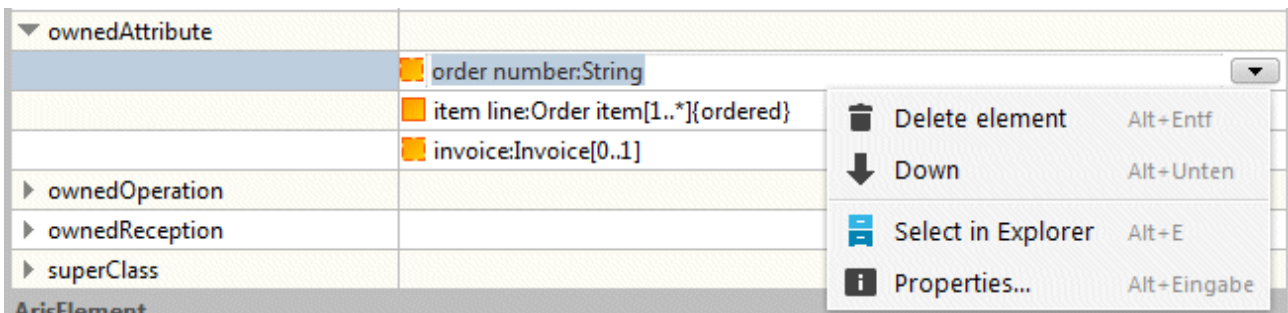 ownedAttribute
order number:String
item line:Order item[1..*]{ordered}
Delete element Alt+Entf
invoice:Invoice[0..1]
Down Alt+Unten
ownedOperation
ownedReception
Select in Explorer Alt+E
superClass
Properties... Alt+Eingabe
ArisElement